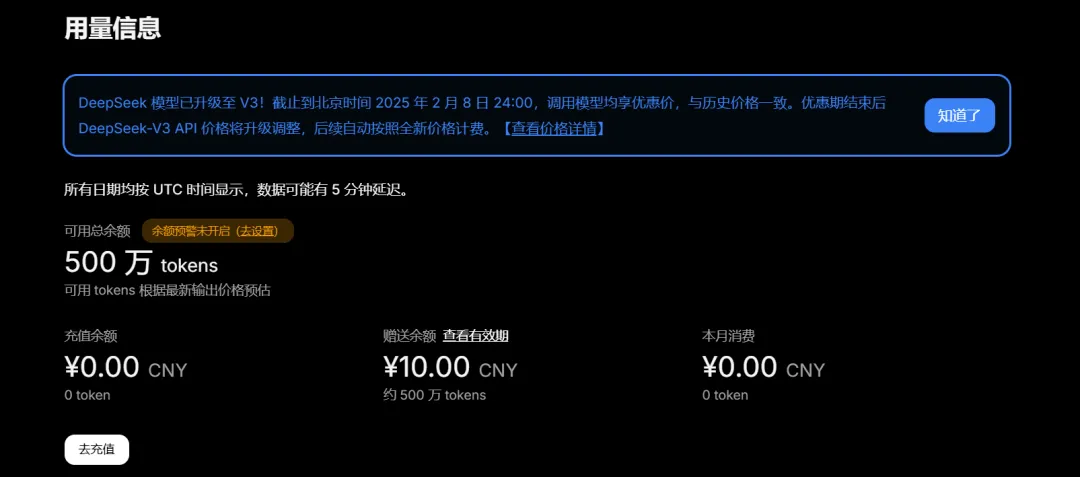 用量信息
DeepSeek 模型已升级至 V3！截止到北京时间 2025 年 2 月 8 日 24:00，调用模型均享优惠价，与历史价格一致。优惠期结束后
DeepSeek-V3 API 价格将升级调整，后续自动按照全新价格计费。【查看价格详情】
知道了
所有日期均按 UTC 时间显示，数据可能有 5 分钟延迟。
可用总余额 余额预警未开启（去设置）
500 万 tokens
可用 tokens 根据最新输出价格预估
充值余额 赠送余额 查看有效期 本月消费
¥0.00 CNY ¥10.00 CNY ¥0.00 CNY
0 token 约 500 万 tokens 0 token
去充值